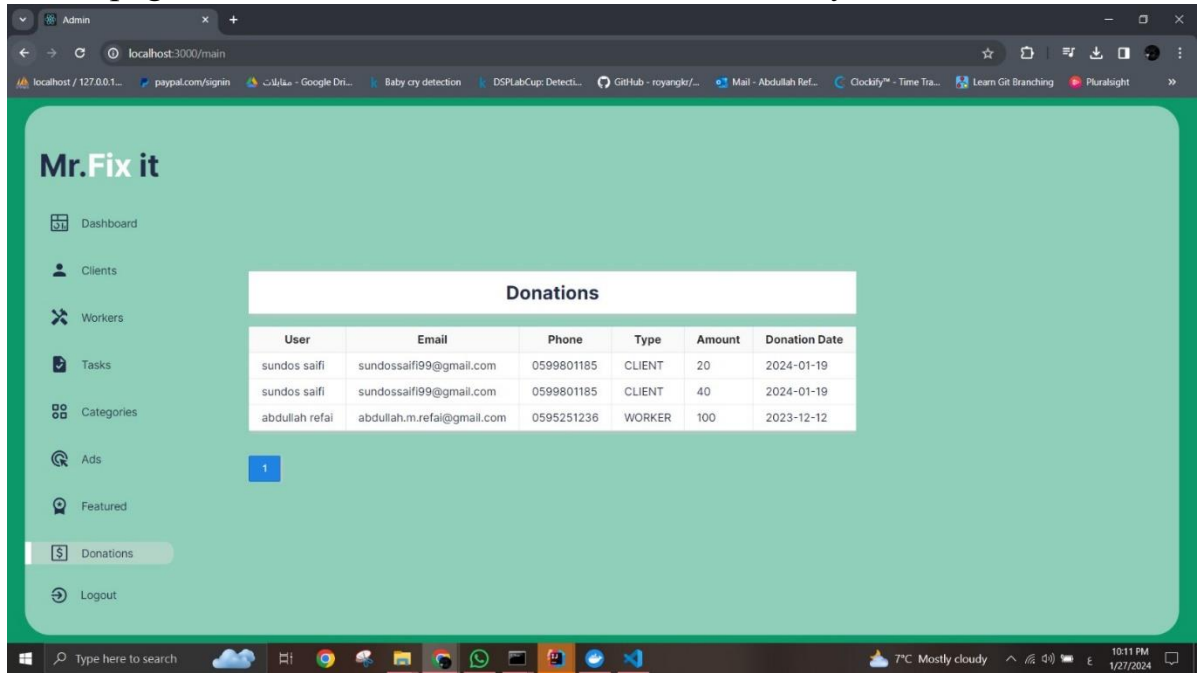 Admin
localhost:3000/main
localhost / 127.0.0.1...
paypal.com/signin
مقابلات - Google Dri...
Baby cry detection
DSPLabCup: Detecti...
GitHub - royangkr/...
Mail - Abdullah Ref...
Clockify™ - Time Tra...
Learn Git Branching
Pluralsight
»
Mr.Fix it
Dashboard
Clients
Workers
Tasks
Categories
Ads
Featured
Donations
Logout
Donations
User Email Phone Type Amount Donation Date
sundos saifi sundossaifi99@gmail.com 0599801185 CLIENT 20 2024-01-19
sundos saifi sundossaifi99@gmail.com 0599801185 CLIENT 40 2024-01-19
abdullah refai abdullah.m.refai@gmail.com 0595251236 WORKER 100 2023-12-12
1
Type here to search
7°C Mostly cloudy
ع
10:11 PM
1/27/2024